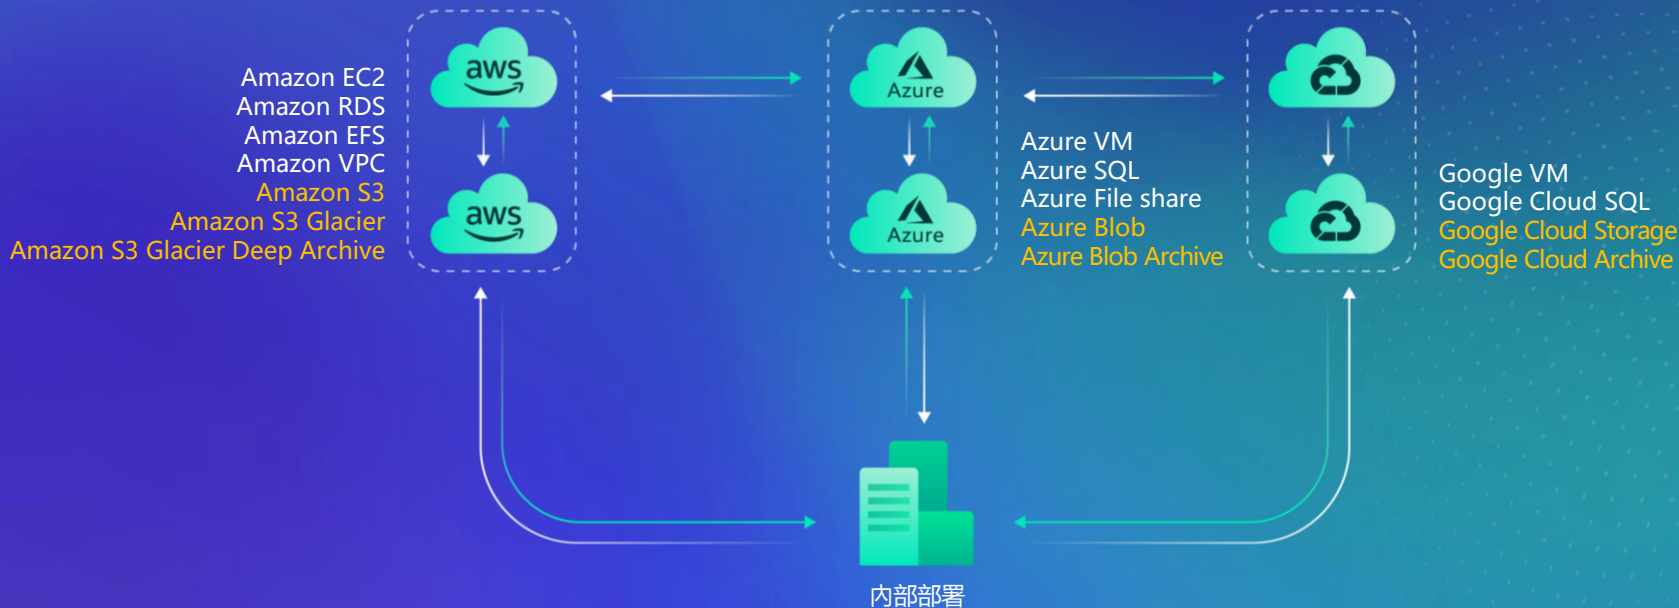 aws
aws
Amazon EC2
Amazon RDS
Amazon EFS
Amazon VPC
Amazon S3
Amazon S3 Glacier
Amazon S3 Glacier Deep Archive
Azure
Azure
Azure VM
Azure SQL
Azure File share
Azure Blob
Azure Blob Archive
Google VM
Google Cloud SQL
Google Cloud Storage
Google Cloud Archive
內部部署